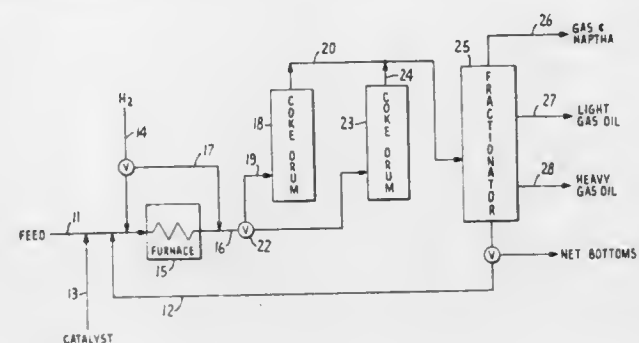 26
GAS &
NAPTHA
20
25
24
H2
18
COKE DRUM
23
COKE DRUM
FRACTIONATOR
27
LIGHT
GAS OIL
14
17
19
28
HEAVY
GAS OIL
V
11
FEED
16
V
22
FURNACE
15
V
NET BOTTOMS
13
12
CATALYST